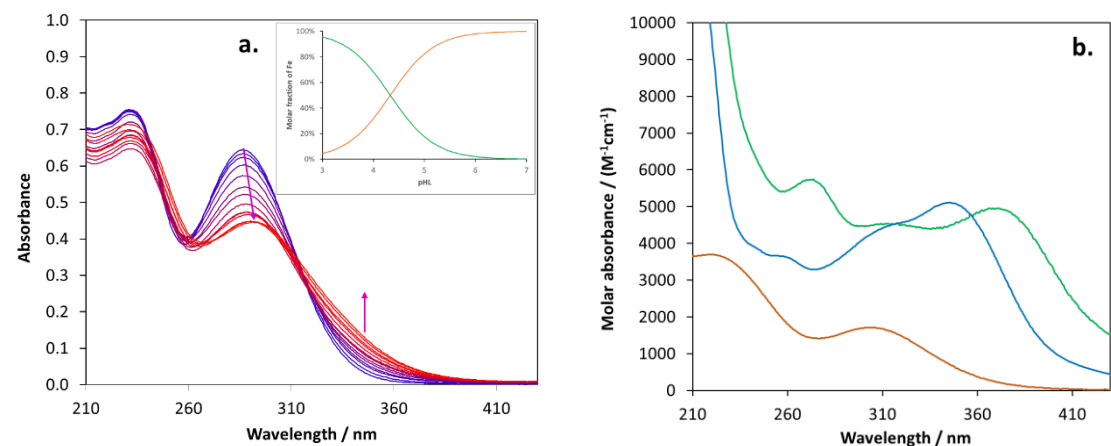 a.
1.0
0.9
0.8
0.7
0.6
0.5
0.4
0.3
0.2
0.1
0.0
Absorbance
210 260 310 360 410
Wavelength / nm
100%
80%
60%
40%
20%
0%
Molar fraction of Fe
3 4 5 6 7
pHL
b.
10000
9000
8000
7000
6000
5000
4000
3000
2000
1000
0
Molar absorbance / (M⁻¹cm⁻¹)
210 260 310 360 410
Wavelength / nm